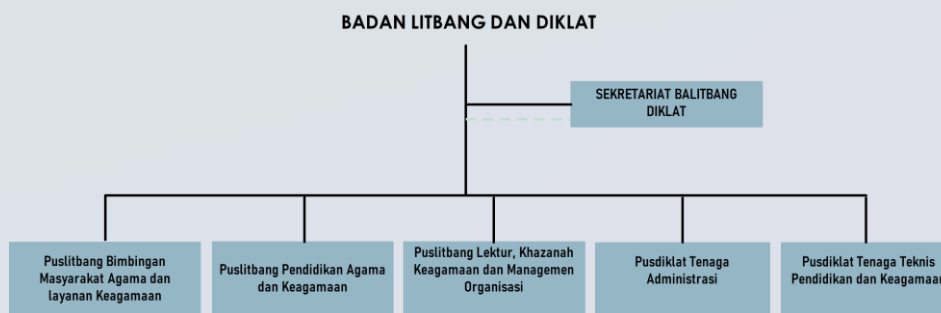 BADAN LITBANG DAN DIKLAT
SEKRETARIAT BALITBANG
DIKLAT
Puslitbang Bimbingan
Masyarakat Agama dan
layanan Keagamaan
Puslitbang Pendidikan Agama
dan Keagamaan
Puslitbang Lektur, Khazanah
Keagamaan dan Managemen
Organisasi
Pusdiklat Tenaga
Administrasi
Pusdiklat Tenaga Teknis
Pendidikan dan Keagamaan